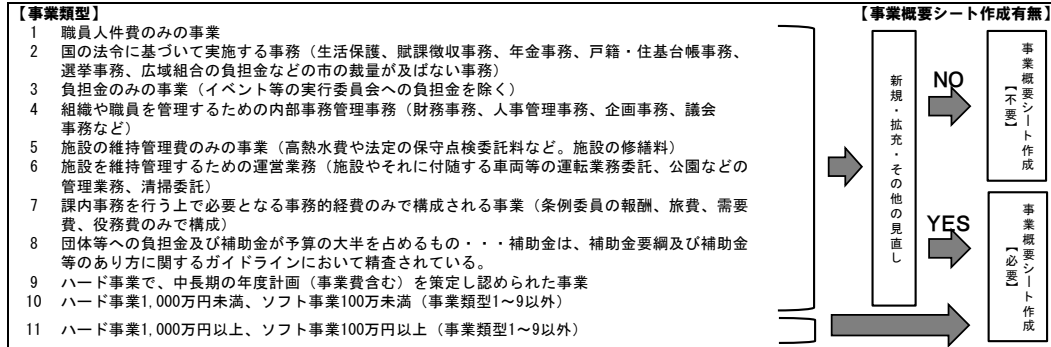 【事業類型】
【事業概要シート作成有無】
1 職員人件費のみの事業
2 国の法令に基づいて実施する事務（生活保護、賦課徴収事務、年金事務、戸籍・住基台帳事務、
選挙事務、広域組合の負担金などの市の裁量が及ばない事務）
3 負担金のみの事業（イベント等の実行委員会への負担金を除く）
4 組織や職員を管理するための内部事務管理事務（財務事務、人事管理事務、企画事務、議会
事務など）
5 施設の維持管理費のみの事業（高熱水費や法定の保守点検委託料など。施設の修繕料）
6 施設を維持管理するための運営業務（施設やそれに付随する車両等の運転業務委託、公園などの
管理業務、清掃委託）
7 課内事務を行う上で必要となる事務的経費のみで構成される事業（条例委員の報酬、旅費、需要
費、役務費のみで構成）
8 団体等への負担金及び補助金が予算の大半を占めるもの・・・補助金は、補助金要綱及び補助金
等のあり方に関するガイドラインにおいて精査されている。
9 ハード事業で、中長期の年度計画（事業費含む）を策定し認められた事業
10 ハード事業1,000万円未満、ソフト事業100万未満（事業類型1～9以外）
11 ハード事業1,000万円以上、ソフト事業100万円以上（事業類型1～9以外）
新規・拡充・その他の見直し
NO
事業概要シート作成
【不要】
YES
事業概要シート作成
【必要】